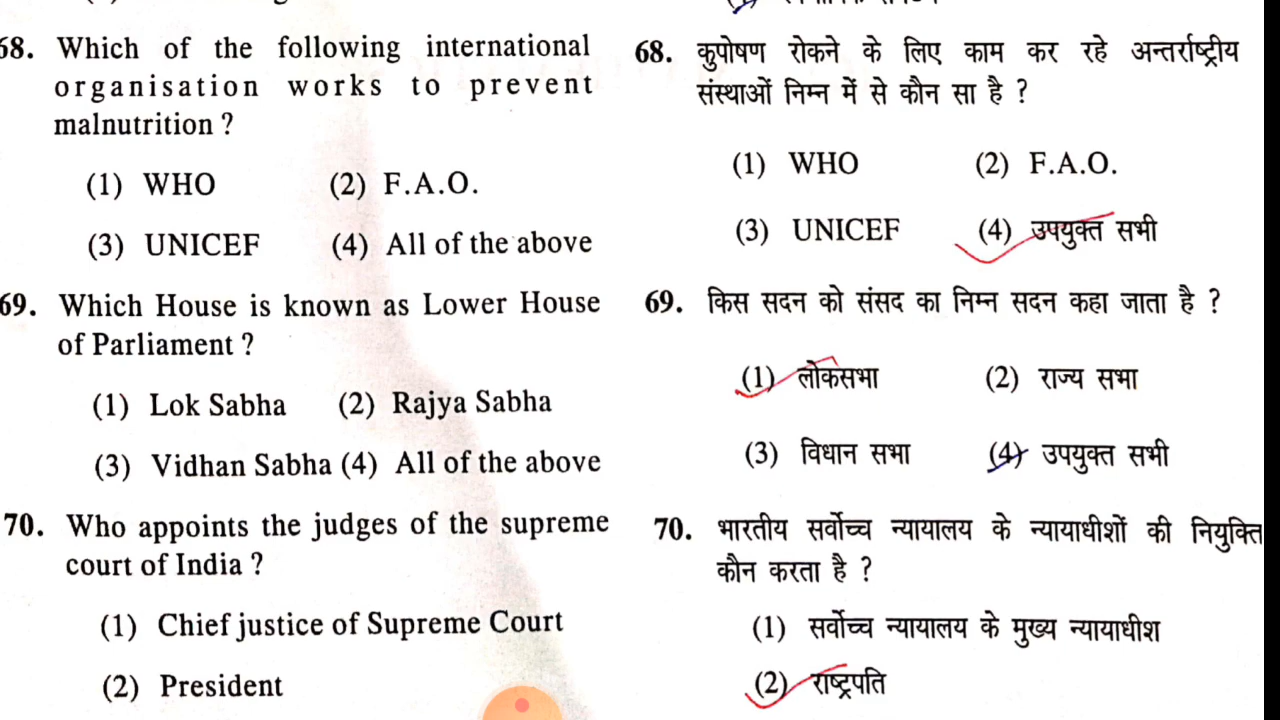 68. Which of the following international
organisation works to prevent
malnutrition ?
(1) WHO (2) F.A.O.
(3) UNICEF (4) All of the above
69. Which House is known as Lower House
of Parliament ?
(1) Lok Sabha (2) Rajya Sabha
(3) Vidhan Sabha (4) All of the above
70. Who appoints the judges of the supreme
court of India ?
(1) Chief justice of Supreme Court
(2) President
68. कुपोषण रोकने के लिए काम कर रहे अन्तर्राष्ट्रीय
संस्थाओं निम्न में से कौन सा है ?
(1) WHO (2) F.A.O.
(3) UNICEF (4) उपयुक्त सभी
69. किस सदन को संसद का निम्न सदन कहा जाता है ?
(1) लोकसभा (2) राज्य सभा
(3) विधान सभा (4) उपयुक्त सभी
70. भारतीय सर्वोच्च न्यायालय के न्यायाधीशों की नियुक्ति
कौन करता है ?
(1) सर्वोच्च न्यायालय के मुख्य न्यायाधीश
(2) राष्ट्रपति